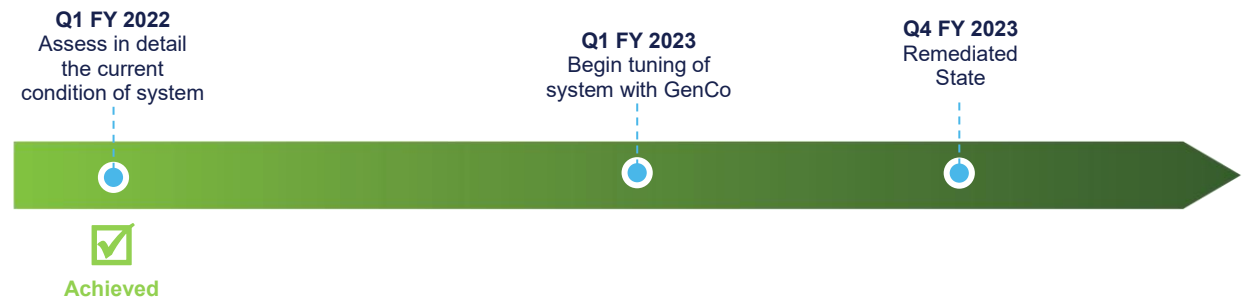 Q1 FY 2022
Assess in detail
the current
condition of system
Q1 FY 2023
Begin tuning of
system with GenCo
Q4 FY 2023
Remediated
State
Achieved